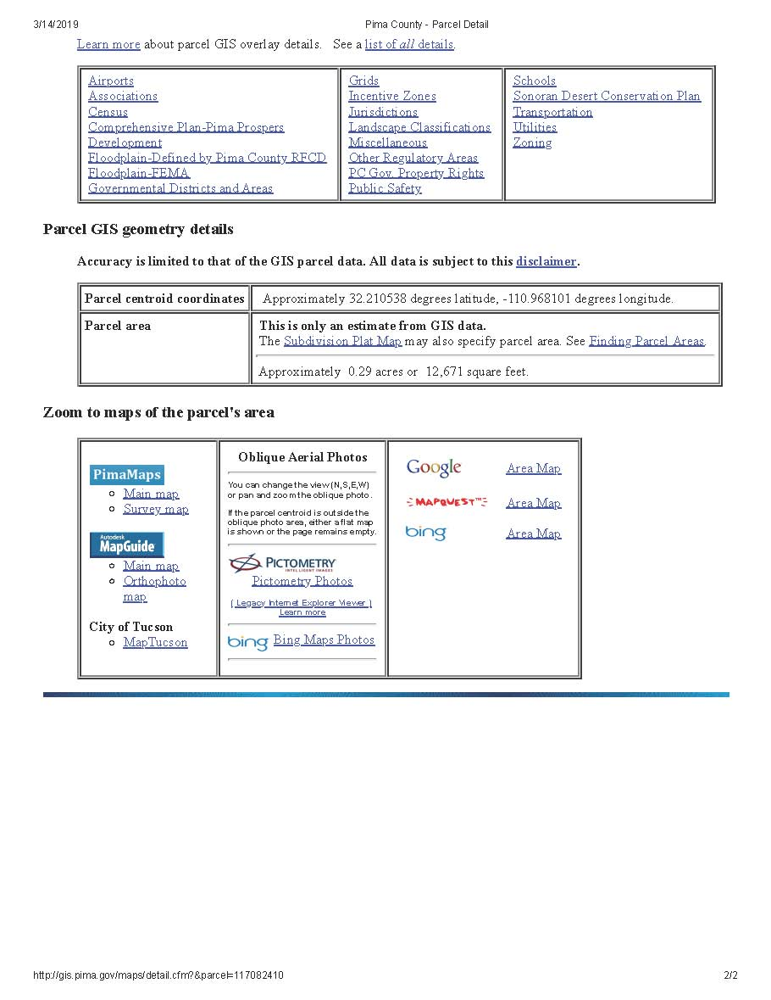 3/14/2019 Pima County - Parcel Detail
Learn more about parcel GIS overlay details. See a list of all details.
Airports
Associations
Census
Comprehensive Plan-Pima Prospers
Development
Floodplain-Defined by Pima County RFCD
Floodplain-FEMA
Governmental Districts and Areas
Grids
Incentive Zones
Jurisdictions
Landscape Classifications
Miscellaneous
Other Regulatory Areas
PC Gov. Property Rights
Public Safety
Schools
Sonoran Desert Conservation Plan
Transportation
Utilities
Zoning
Parcel GIS geometry details
Accuracy is limited to that of the GIS parcel data. All data is subject to this disclaimer.
Parcel centroid coordinates Approximately 32.210538 degrees latitude, -110.968101 degrees longitude.
Parcel area This is only an estimate from GIS data.
The Subdivision Plat Map may also specify parcel area. See Finding Parcel Areas.
Approximately 0.29 acres or 12,671 square feet.
Zoom to maps of the parcel's area
PimaMaps
Main map
Survey map
Autodesk
MapGuide
Main map
Orthophoto
map
City of Tucson
MapTucson
Oblique Aerial Photos
You can change the view (N,S,E,W)
or pan and zoom the oblique photo.
If the parcel centroid is outside the
oblique photo area, either a flat map
is shown or the page remains empty.
PICTOMETRY
INTELLIGENT IMAGES
Pictometry Photos
( Legacy Internet Explorer Viewer )
Learn more
bing Bing Maps Photos
Google Area Map
MAPQUEST™ Area Map
bing Area Map
http://gis.pima.gov/maps/detail.cfm?&parcel=117082410 2/2